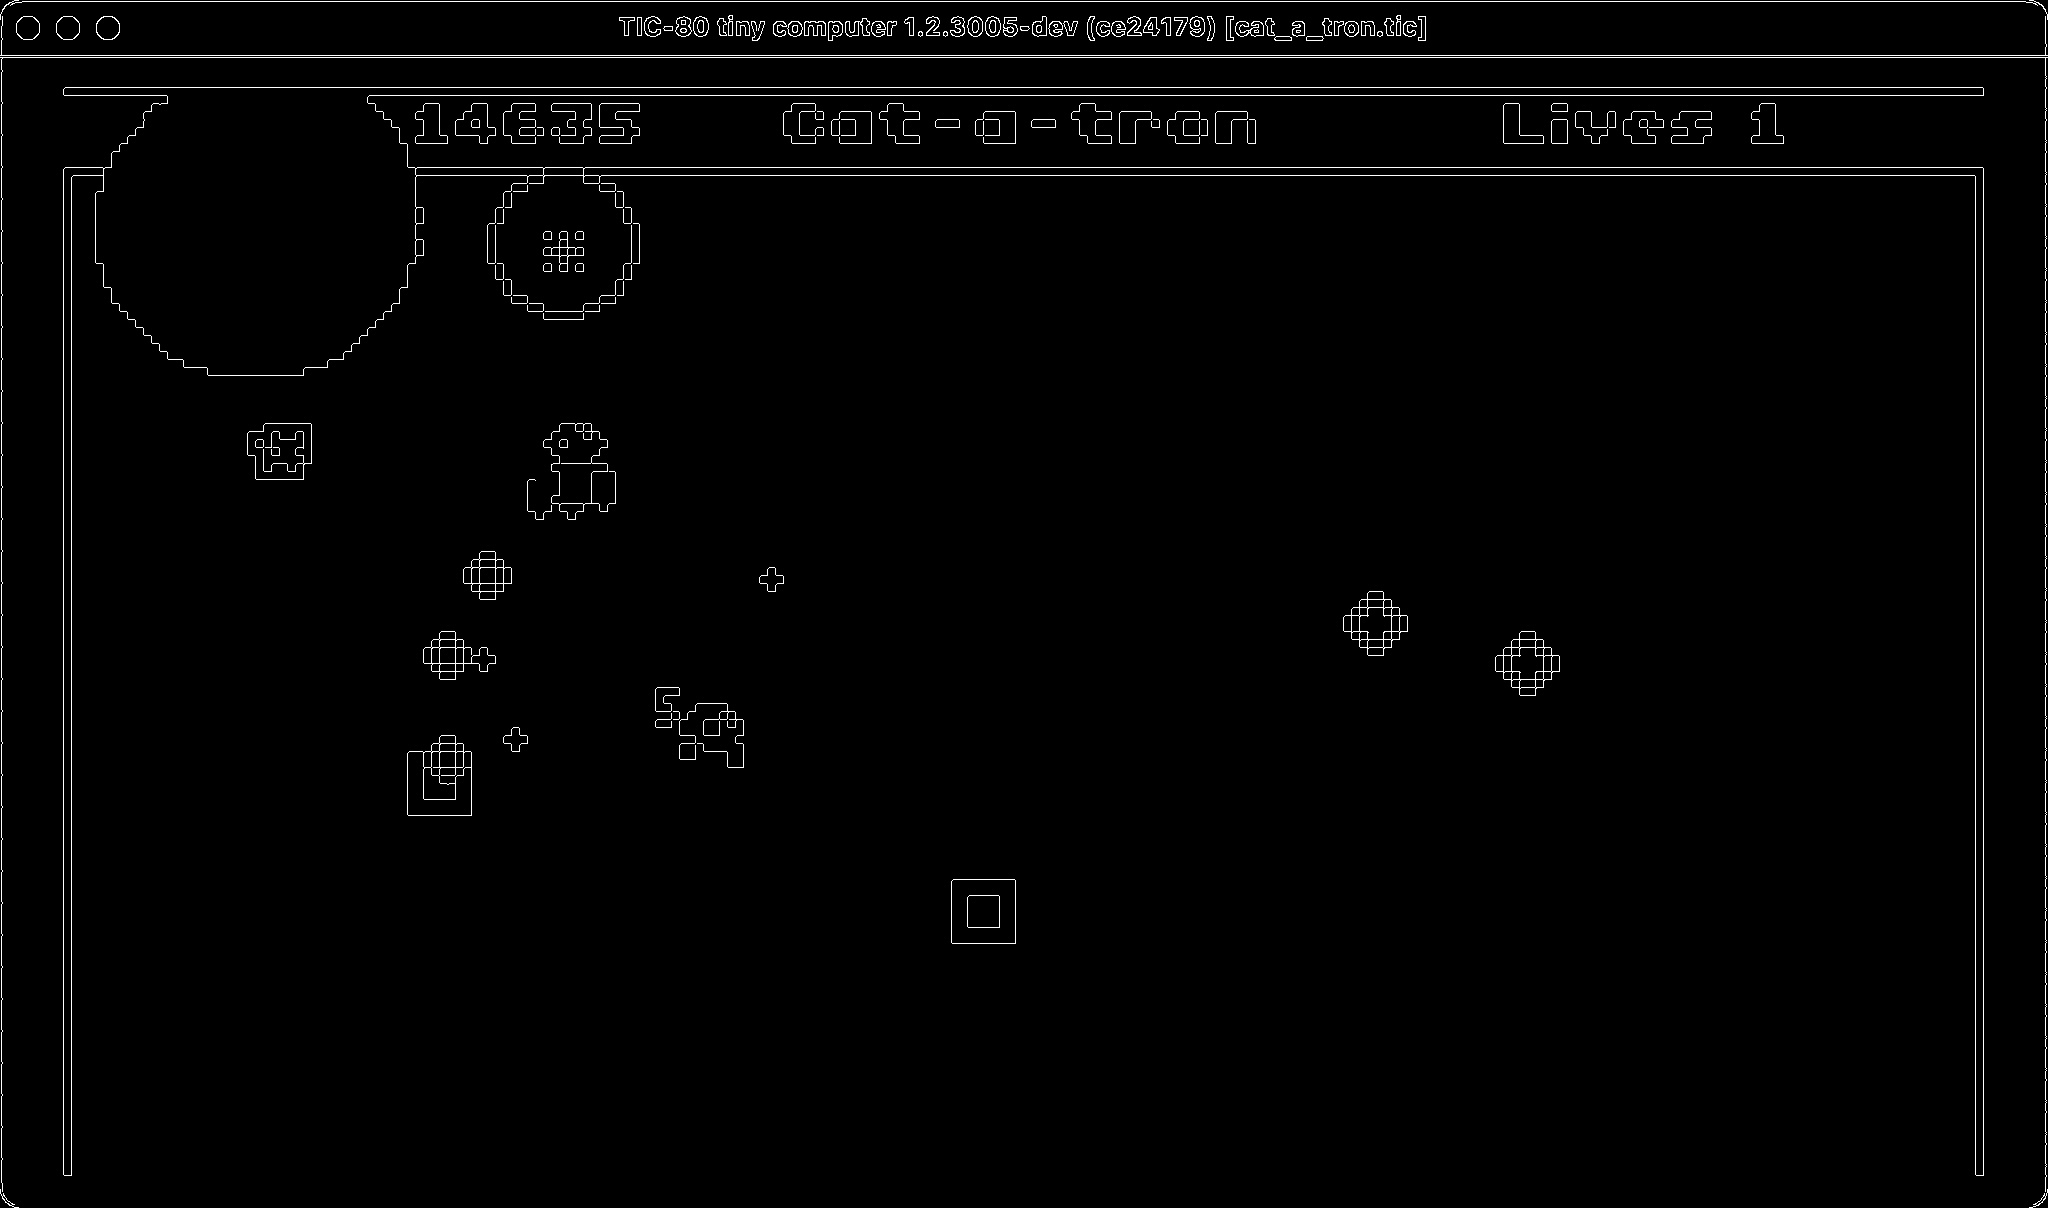 TIC-80 tiny computer 1.2.3005-dev (ce24179) [cat_a_tron.tic]
14635 Cat-a-tron Lives 1